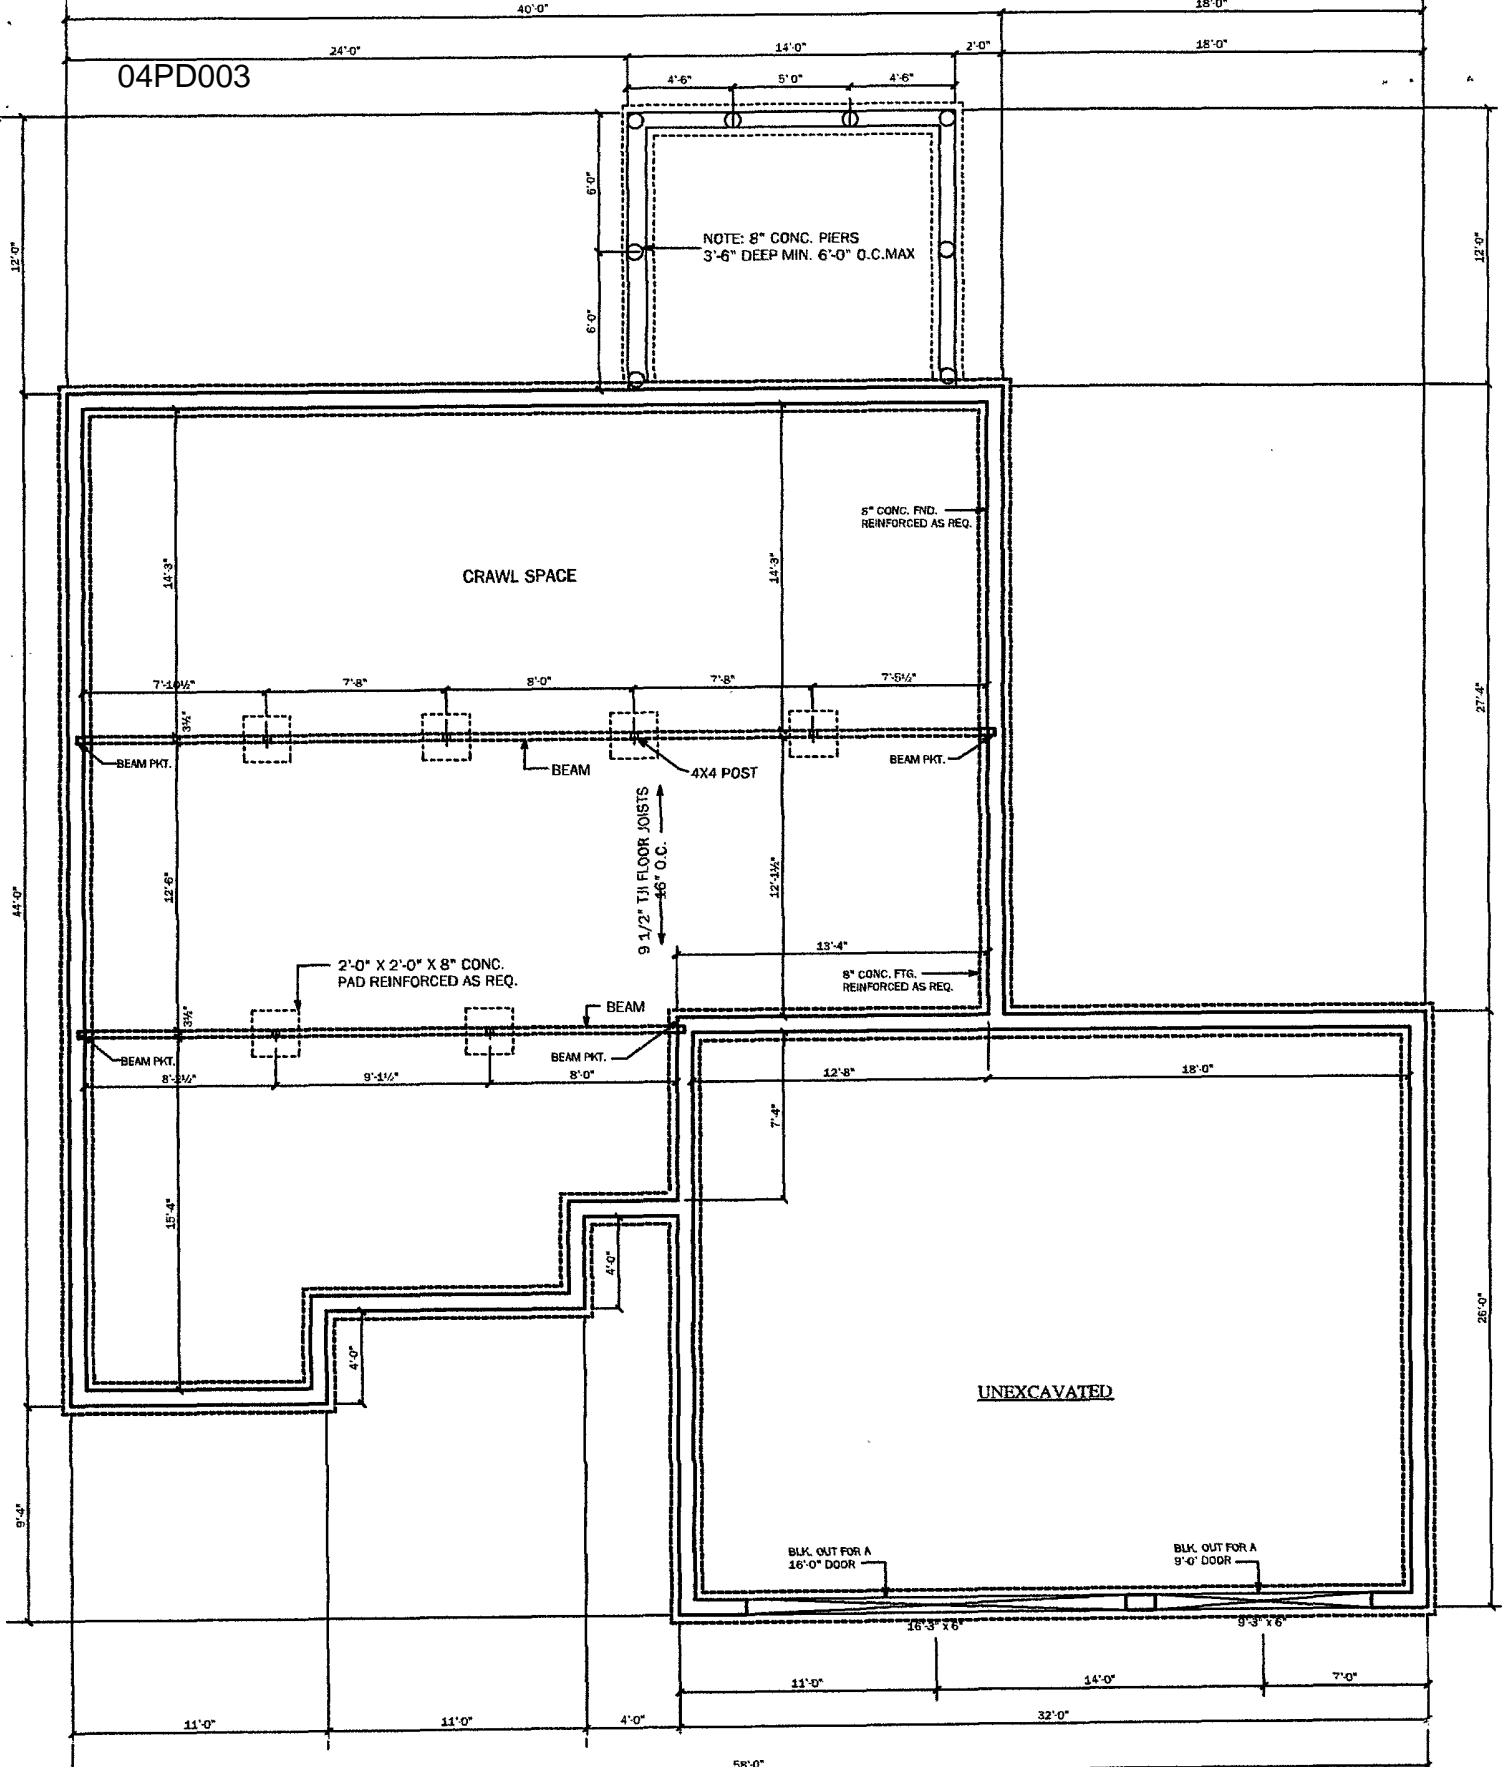 40'-0"
18'-0"
24'-0"
14'-0"
2'-0"
18'-0"
04PD003
4'-6"
5'0"
4'-6"
6'-0"
12'-0"
12'-0"
NOTE: 8" CONC. PIERS
3'-6" DEEP MIN. 6'-0" O.C.MAX
6'-0"
8" CONC. FND.
REINFORCED AS REQ.
14'-3"
CRAWL SPACE
14'-3"
7'-10½"
7'-8"
8'-0"
7'-8"
7'-5½"
27'-4"
3½"
BEAM PKT.
BEAM
4X4 POST
BEAM PKT.
9 1/2" TJI FLOOR JOISTS
16" O.C.
44'-0"
12'-6"
12'-1½"
13'-4"
2'-0" X 2'-0" X 8" CONC.
PAD REINFORCED AS REQ.
8" CONC. FTG.
REINFORCED AS REQ.
3½"
BEAM
BEAM PKT.
BEAM PKT.
9'-1½"
8'-0"
12'-8"
18'-0"
7'-4"
15'-4"
4'-0"
26'-0"
4'-0"
UNEXCAVATED
9'-4"
BLK. OUT FOR A
16'-0" DOOR
BLK. OUT FOR A
9'-0' DOOR
16'-3" x 6"
9'-3" x 6"
11'-0"
14'-0"
7'-0"
11'-0"
11'-0"
4'-0"
32'-0"
58'-0"